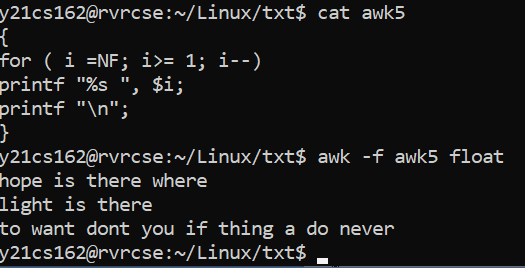 y21cs162@rvrcse:~/Linux/txt$ cat awk5
{
for ( i =NF; i>= 1; i--)
printf "%s ", $i;
printf "\n";
}
y21cs162@rvrcse:~/Linux/txt$ awk -f awk5 float
hope is there where
light is there
to want dont you if thing a do never
y21cs162@rvrcse:~/Linux/txt$